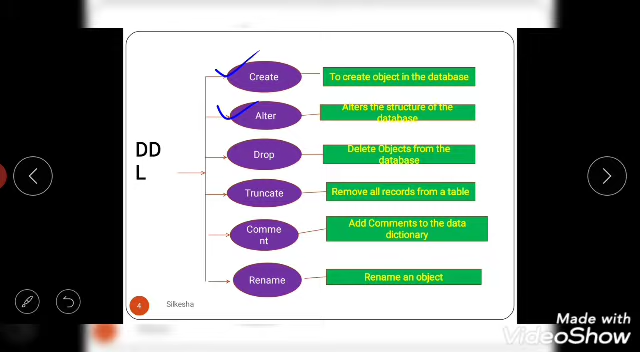 Create
To create object in the database
Alter
Alters the structure of the
database
DD
L
Drop
Delete Objects from the
database
Truncate
Remove all records from a table
Comme
nt
Add Comments to the data
dictionary
Rename
Rename an object
4
Silkesha
Made with
VideoShow